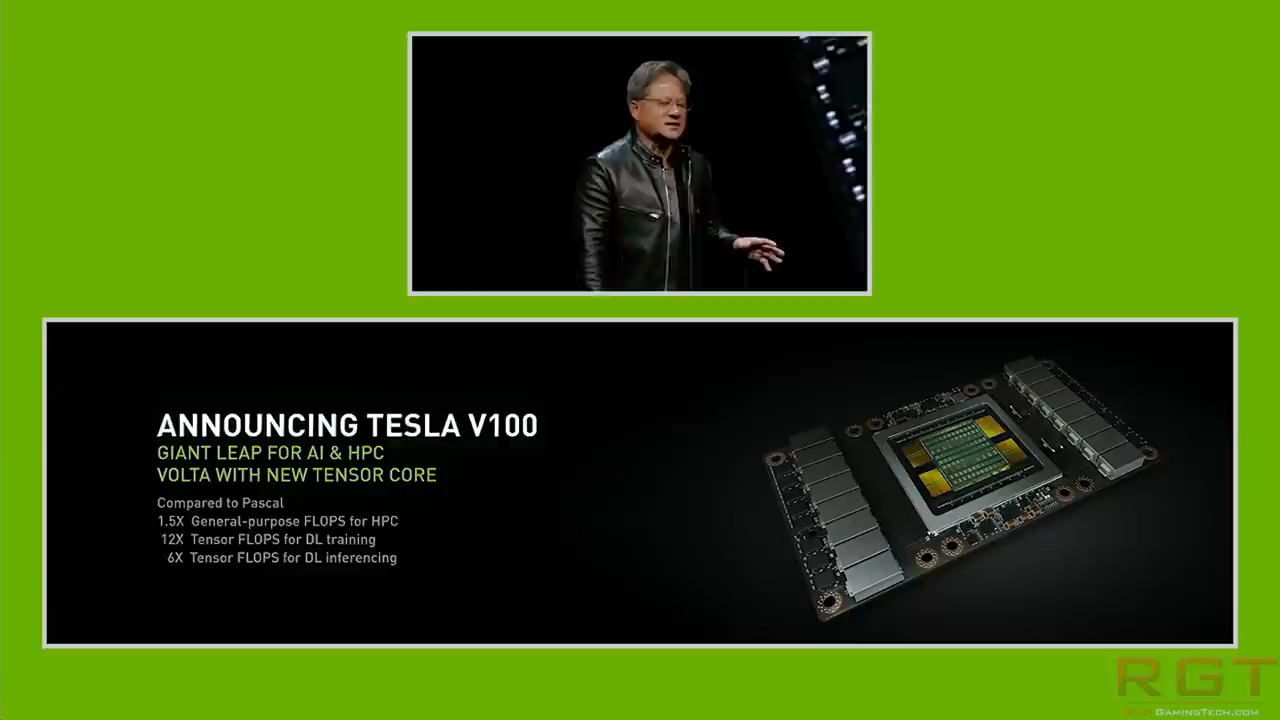 ANNOUNCING TESLA V100
GIANT LEAP FOR AI & HPC
VOLTA WITH NEW TENSOR CORE
Compared to Pascal
1.5X General-purpose FLOPS for HPC
12X Tensor FLOPS for DL training
6X Tensor FLOPS for DL inferencing
RGT
GAMINGTECH.COM